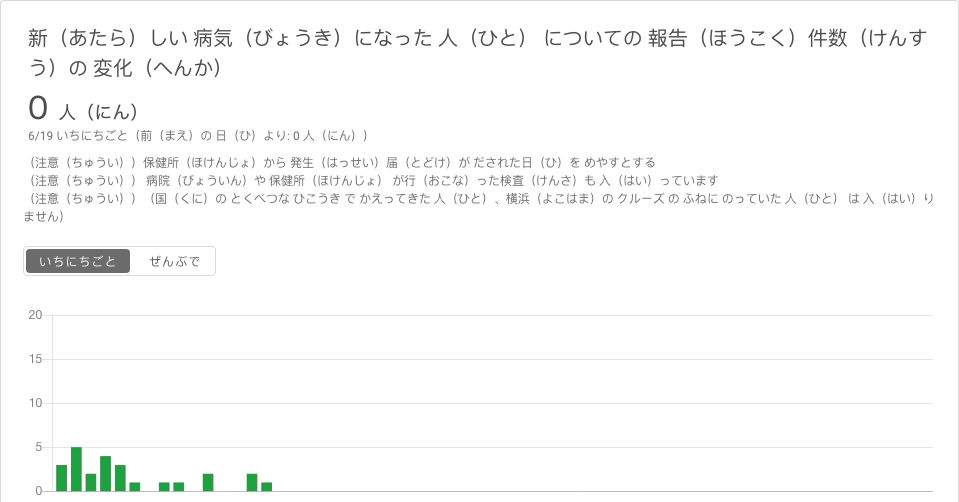 新（あたら）しい 病気（びょうき）になった 人（ひと） についての 報告（ほうこく）件数（けんす
う）の 変化（へんか）
0 人（にん）
6/19 いちにちごと（前（まえ）の 日（ひ）より: 0 人（にん））
（注意（ちゅうい））保健所（ほけんじょ）から 発生（はっせい）届（とどけ）が だされた日（ひ）を めやすとする
（注意（ちゅうい）） 病院（びょういん）や 保健所（ほけんじょ） が行（おこな）った検査（けんさ）も 入（はい）っています
（注意（ちゅうい））（国（くに）の とくべつな ひこうき で かえってきた 人（ひと）、横浜（よこはま）の クルーズ の ふねに のっていた 人（ひと） は 入（はい）り
ません）
いちにちごと ぜんぶで
20
15
10
5
0